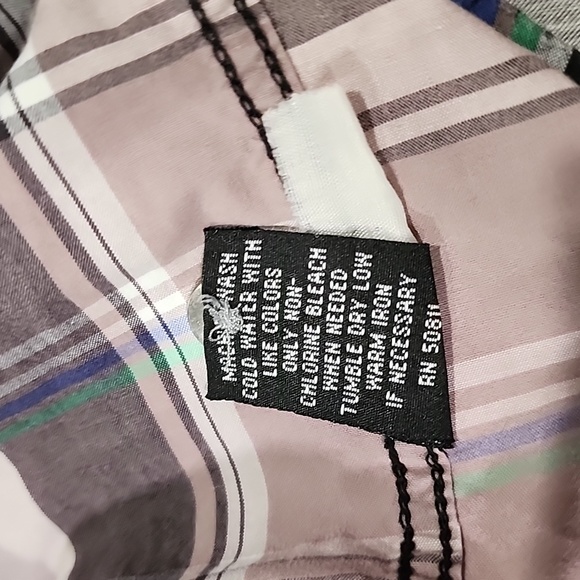 MACHINE WASH
COLD WATER WITH
LIKE COLORS
ONLY NON-
CHLORINE BLEACH
WHEN NEEDED
TUMBLE DRY LOW
WARM IRON
IF NECESSARY
RN